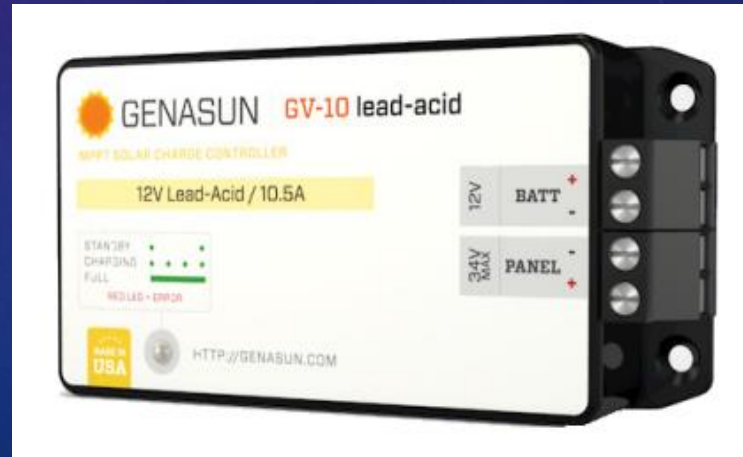 GENASUN GV-10 lead-acid
MPPT SOLAR CHARGE CONTROLLER
12V Lead-Acid / 10.5A
12V BATT + -
34V MAX PANEL - +
STANDBY
CHARGING
FULL
RED LED = ERROR
MADE IN
USA
HTTP://GENASUN.COM